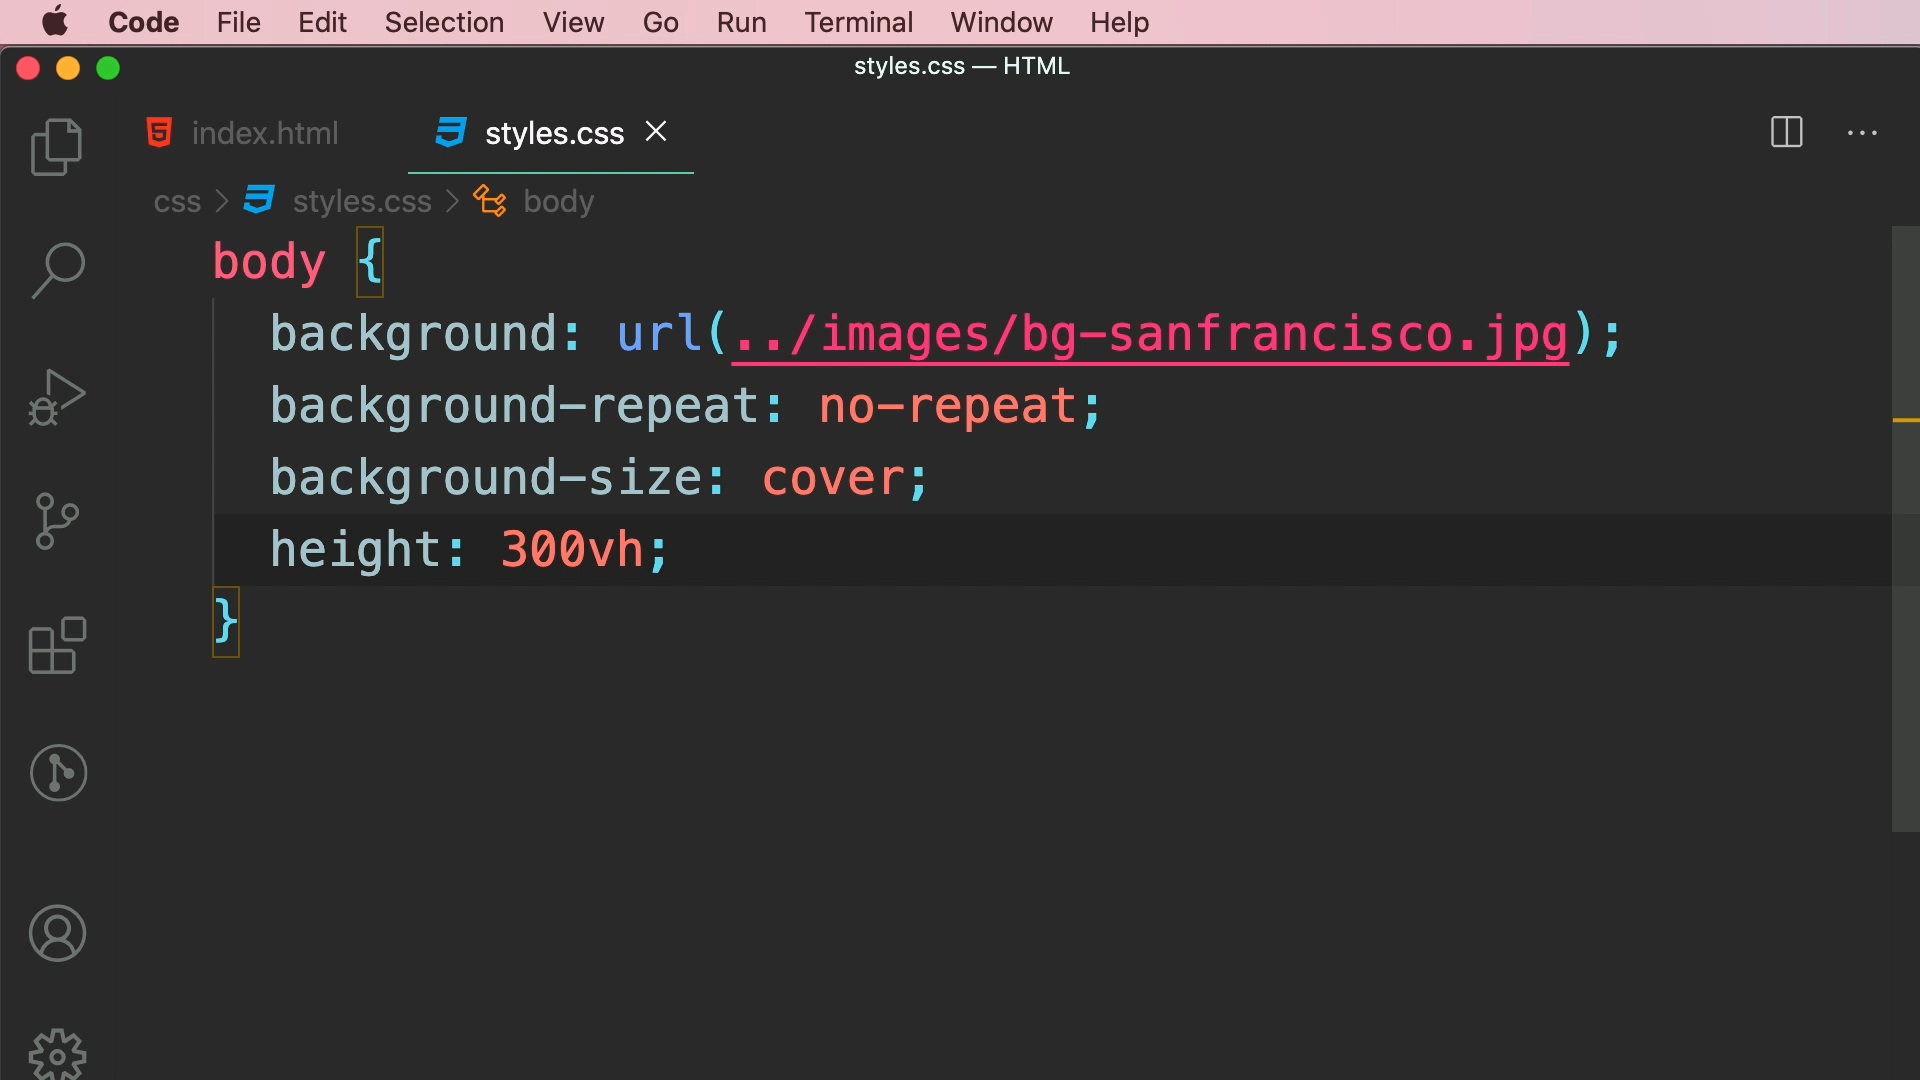 Code File Edit Selection View Go Run Terminal Window Help
styles.css — HTML
index.html styles.css
css > styles.css > body
body {
background: url(../images/bg-sanfrancisco.jpg);
background-repeat: no-repeat;
background-size: cover;
height: 300vh;
}